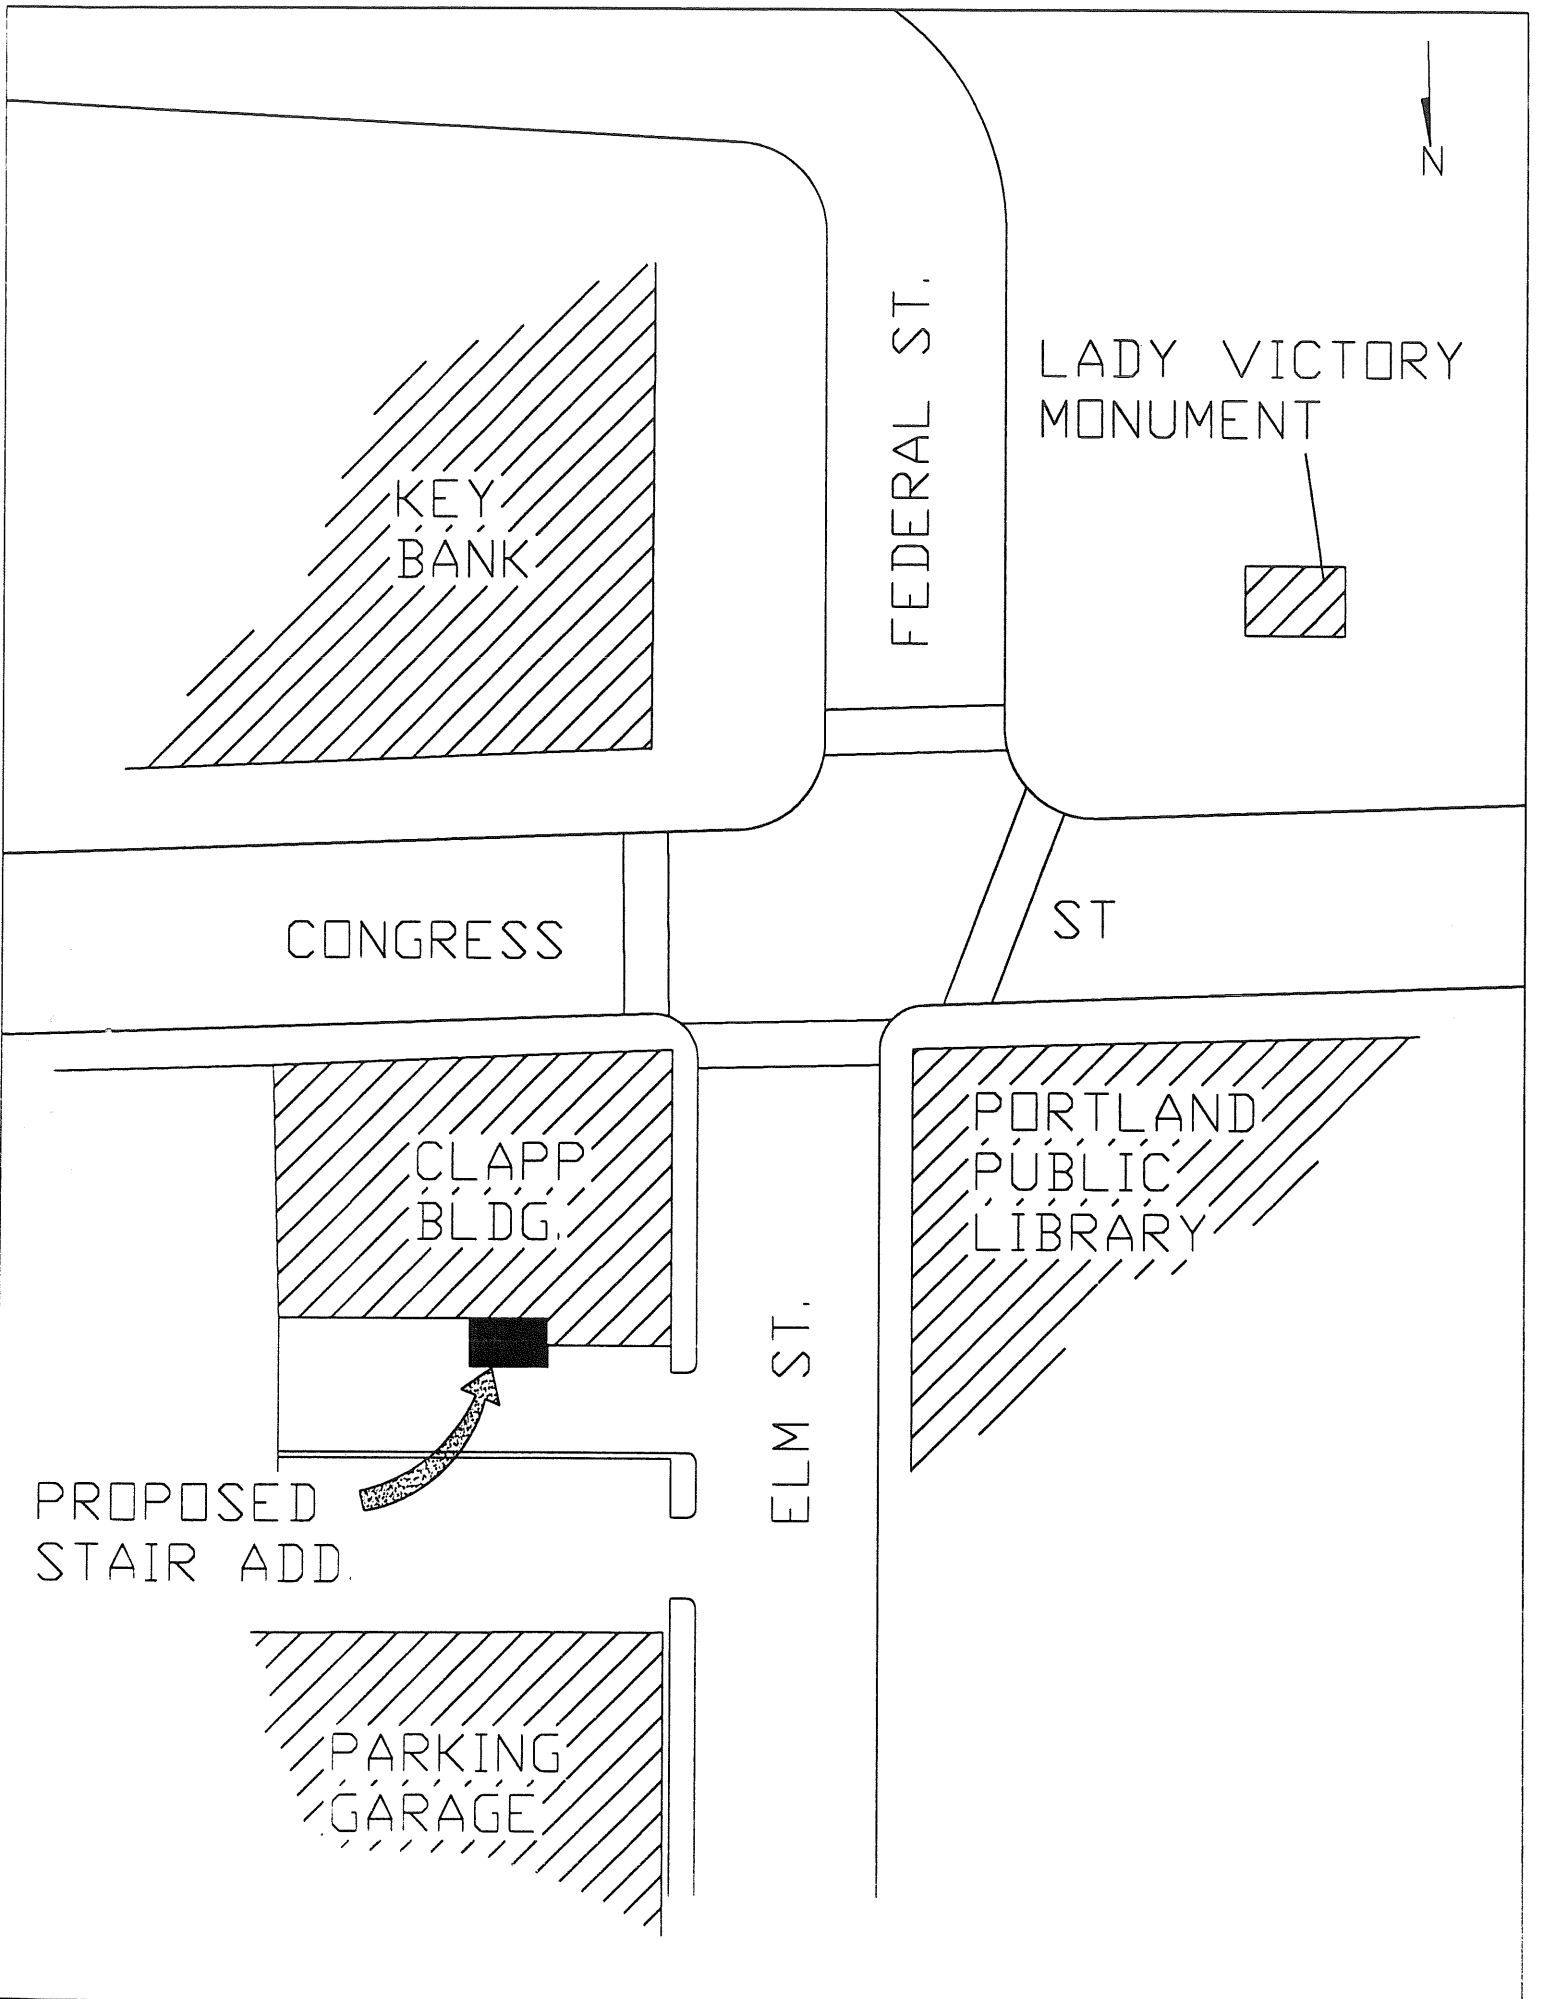 N
FEDERAL ST.
LADY VICTORY
MONUMENT
KEY
BANK
CONGRESS ST
CLAPP
BLDG.
PORTLAND
PUBLIC
LIBRARY
ELM ST.
PROPOSED
STAIR ADD.
PARKING
GARAGE